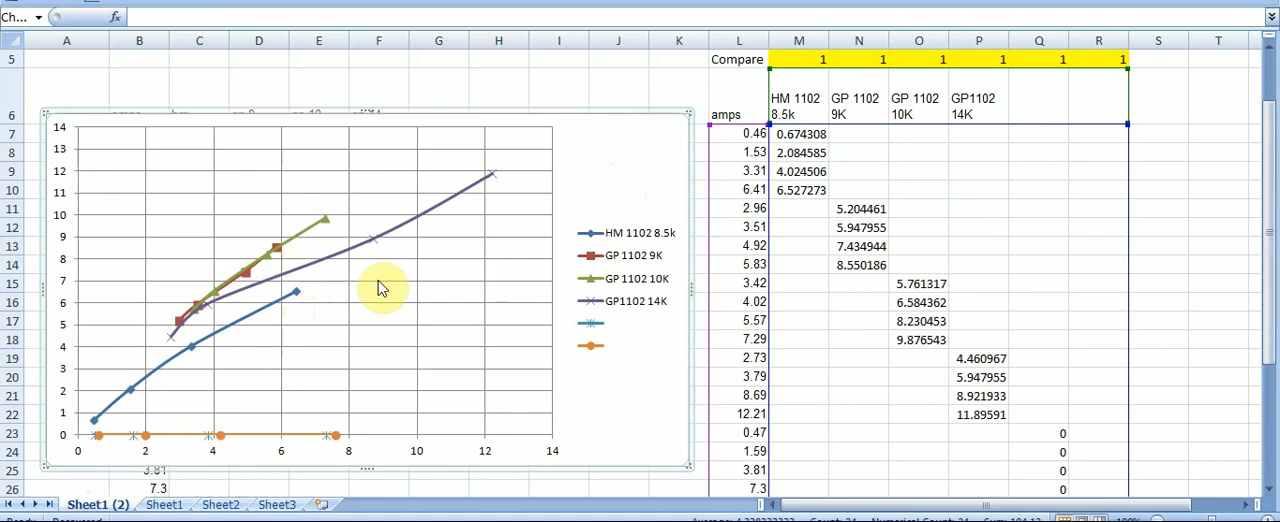 Ch...
fx
A B C D E F G H I J K L M N O P Q R S T
5 Compare 1 1 1 1 1 1
HM 1102 GP 1102 GP 1102 GP1102
6 amps 8.5k 9K 10K 14K
7 0.46 0.674308
8 1.53 2.084585
9 3.31 4.024506
10 6.41 6.527273
11 2.96 5.204461
12 3.51 5.947955
13 4.92 7.434944
14 5.83 8.550186
15 3.42 5.761317
16 4.02 6.584362
17 5.57 8.230453
18 7.29 9.876543
19 2.73 4.460967
20 3.79 5.947955
21 8.69 8.921933
22 12.21 11.89591
23 0.47 0
24 1.59 0
25 3.81 3.81 0
26 7.3 7.3 0
14
13
12
11
10
9
8
7
6
5
4
3
2
1
0
0 2 4 6 8 10 12 14
HM 1102 8.5k
GP 1102 9K
GP 1102 10K
GP1102 14K
Sheet1 (2) Sheet1 Sheet2 Sheet3